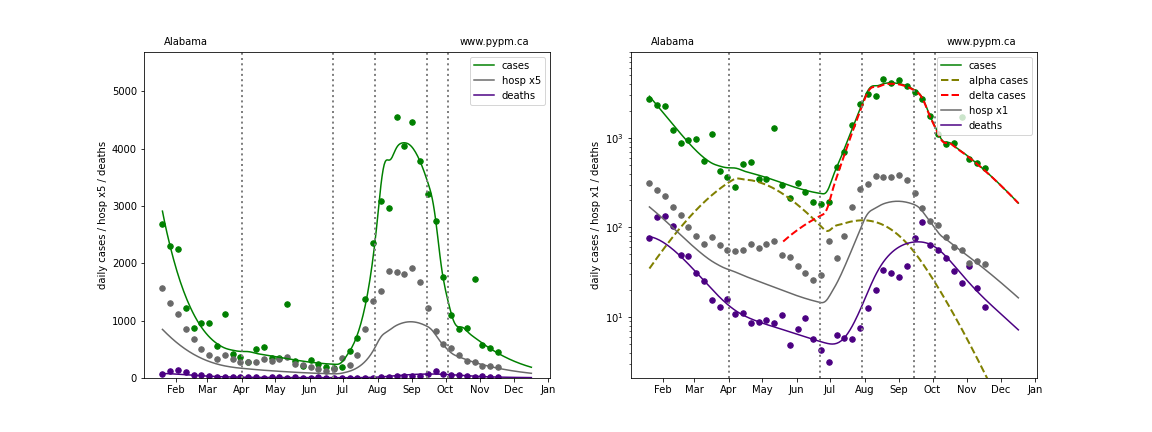 Alabama www.pypm.ca
cases
hosp x5
deaths
daily cases / hosp x5 / deaths
5000
4000
3000
2000
1000
0
Feb Mar Apr May Jun Jul Aug Sep Oct Nov Dec Jan
Alabama www.pypm.ca
cases
alpha cases
delta cases
hosp x1
deaths
daily cases / hosp x1 / deaths
10³
10²
10¹
Feb Mar Apr May Jun Jul Aug Sep Oct Nov Dec Jan